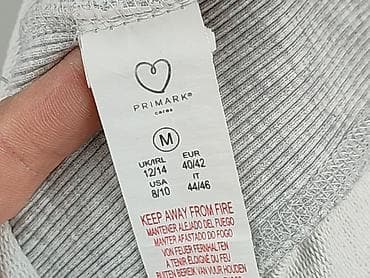 PRIMARK®
cares
M
UK/IRL EUR
12/14 40/42
USA IT
8/10 44/46
KEEP AWAY FROM FIRE
MANTENER ALEJADO DEL FUEGO
MANTER AFASTADO DO FOGO
VON FEUER FERNHALTEN
À TENIR ÉLOIGNÉ DU FEU
BUITEN BEREIK VAN VUUR HOUDEN